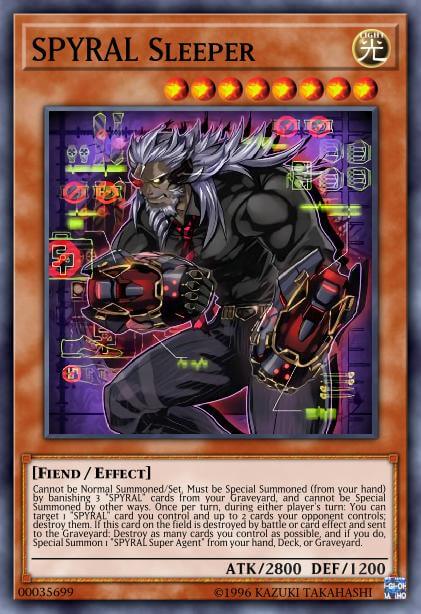 SPYRAL Sleeper
LIGHT
光
[Fiend / Effect]
Cannot be Normal Summoned/Set. Must be Special Summoned (from your hand)
by banishing 3 "SPYRAL" cards from your Graveyard, and cannot be Special
Summoned by other ways. Once per turn, during either player's turn: You can
target 1 "SPYRAL" card you control and up to 2 cards your opponent controls;
destroy them. If this card on the field is destroyed by battle or card effect and sent
to the Graveyard: Destroy as many cards you control as possible, and if you do,
Special Summon 1 "SPYRAL Super Agent" from your hand, Deck, or Graveyard.
ATK/2800 DEF/1200
00035699
©1996 KAZUKI TAKAHASHI